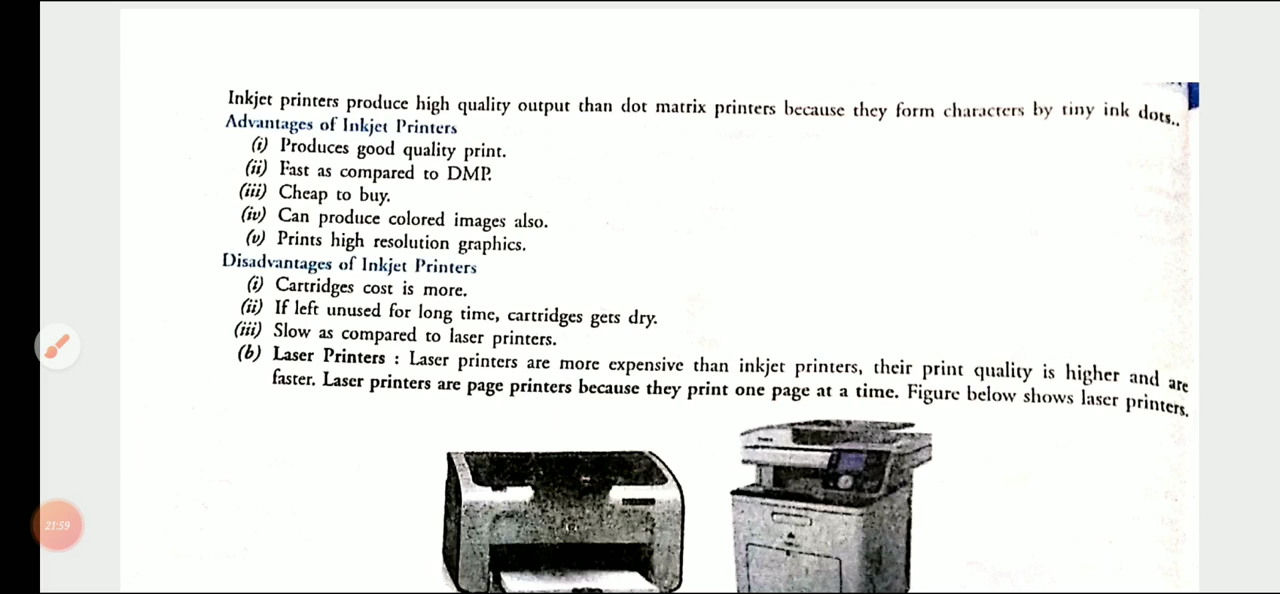 Inkjet printers produce high quality output than dot matrix printers because they form characters by tiny ink dots..
Advantages of Inkjet Printers
(i) Produces good quality print.
(ii) Fast as compared to DMP.
(iii) Cheap to buy.
(iv) Can produce colored images also.
(v) Prints high resolution graphics.
Disadvantages of Inkjet Printers
(i) Cartridges cost is more.
(ii) If left unused for long time, cartridges gets dry.
(iii) Slow as compared to laser printers.
(b) Laser Printers : Laser printers are more expensive than inkjet printers, their print quality is higher and are
faster. Laser printers are page printers because they print one page at a time. Figure below shows laser printers.
21:59